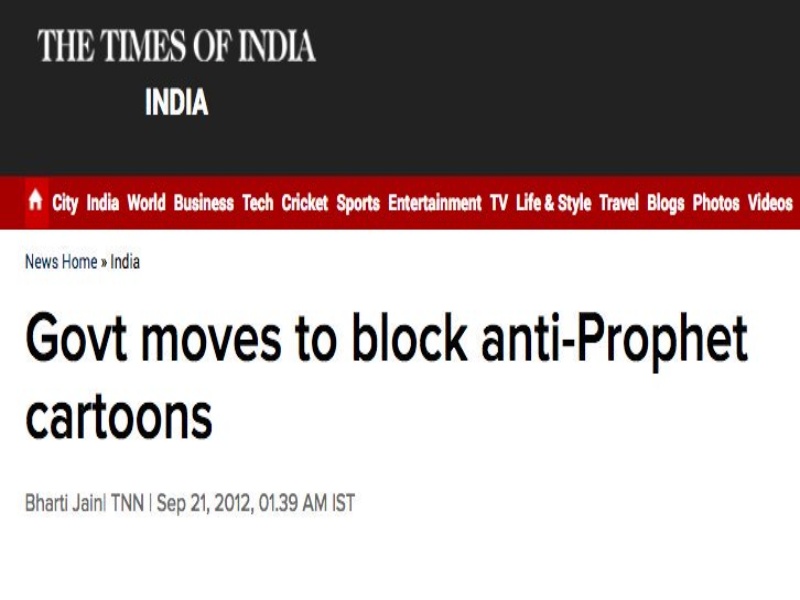 THE TIMES OF INDIA
INDIA
City India World Business Tech Cricket Sports Entertainment TV Life & Style Travel Blogs Photos Videos
News Home » India
Govt moves to block anti-Prophet
cartoons
Bharti Jain| TNN | Sep 21, 2012, 01.39 AM IST